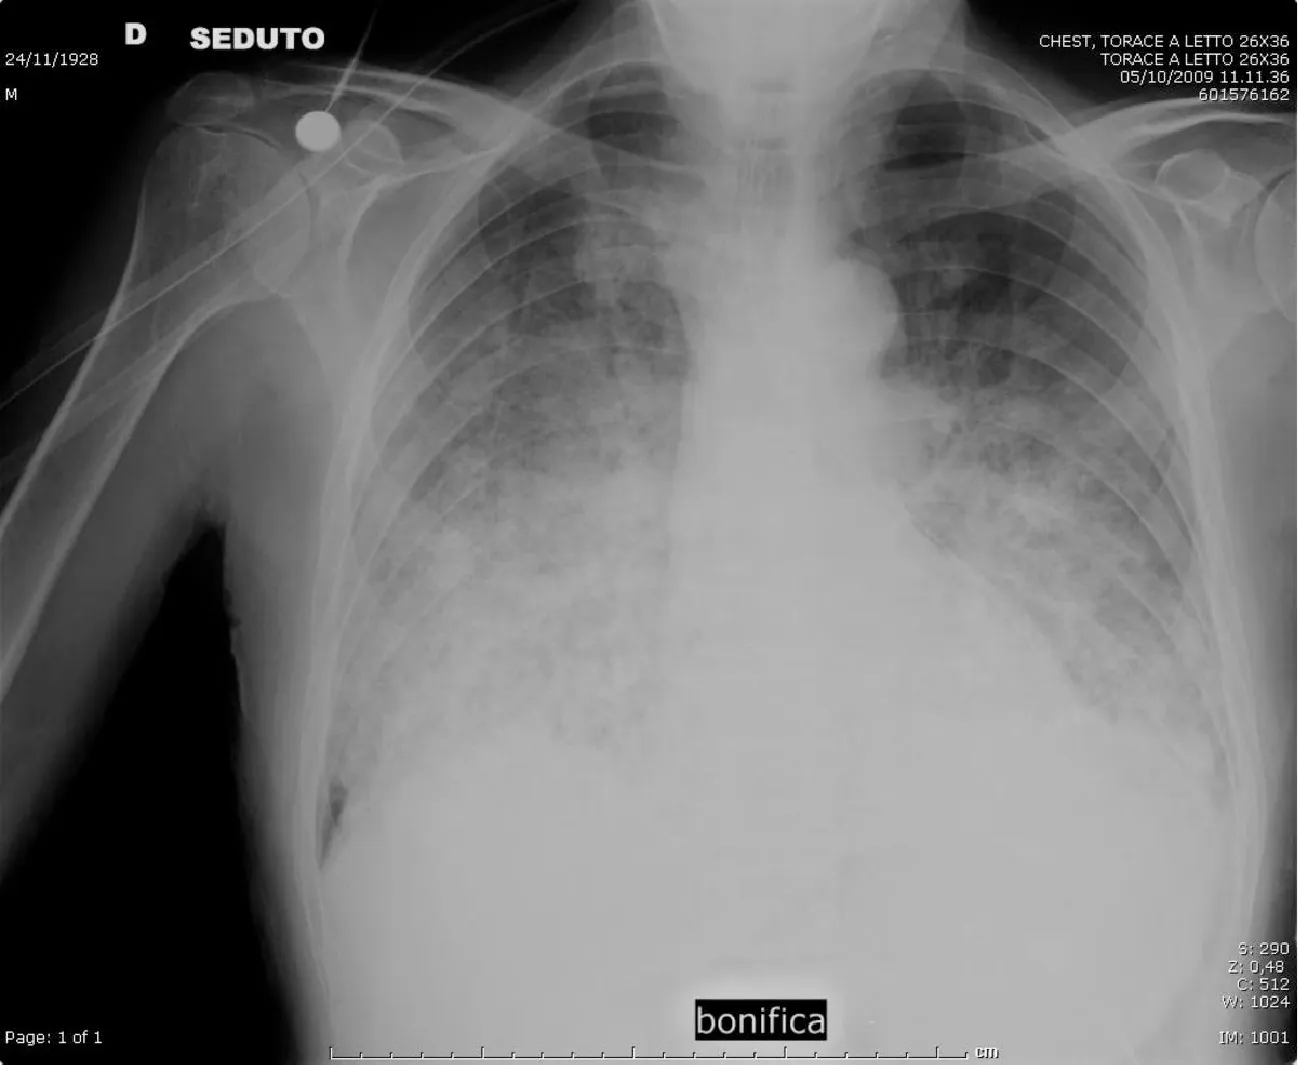 D SEDUTO
24/11/1928
M
CHEST, TORACE A LETTO 26X36
TORACE A LETTO 26X36
05/10/2009 11.11.36
601576162
S: 290
Z: 0,48
C: 512
W: 1024
IM: 1001
Page: 1 of 1
bonifica
cm